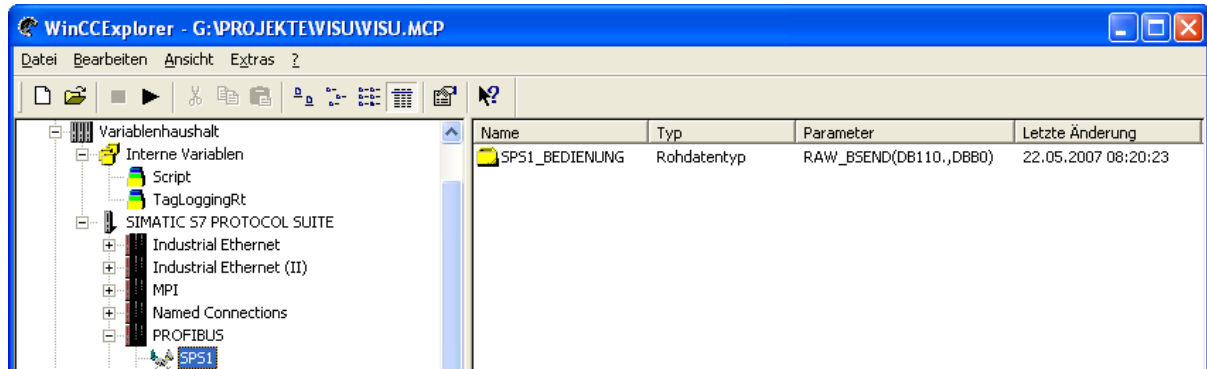 WinCCExplorer - G:\PROJEKTE\VISU\VISU.MCP
Datei Bearbeiten Ansicht Extras ?
Variablenhaushalt
Interne Variablen
Script
TagLoggingRt
SIMATIC S7 PROTOCOL SUITE
Industrial Ethernet
Industrial Ethernet (II)
MPI
Named Connections
PROFIBUS
SPS1
Name Typ Parameter Letzte Änderung
SPS1_BEDIENUNG Rohdatentyp RAW_BSEND(DB110.,DBB0) 22.05.2007 08:20:23